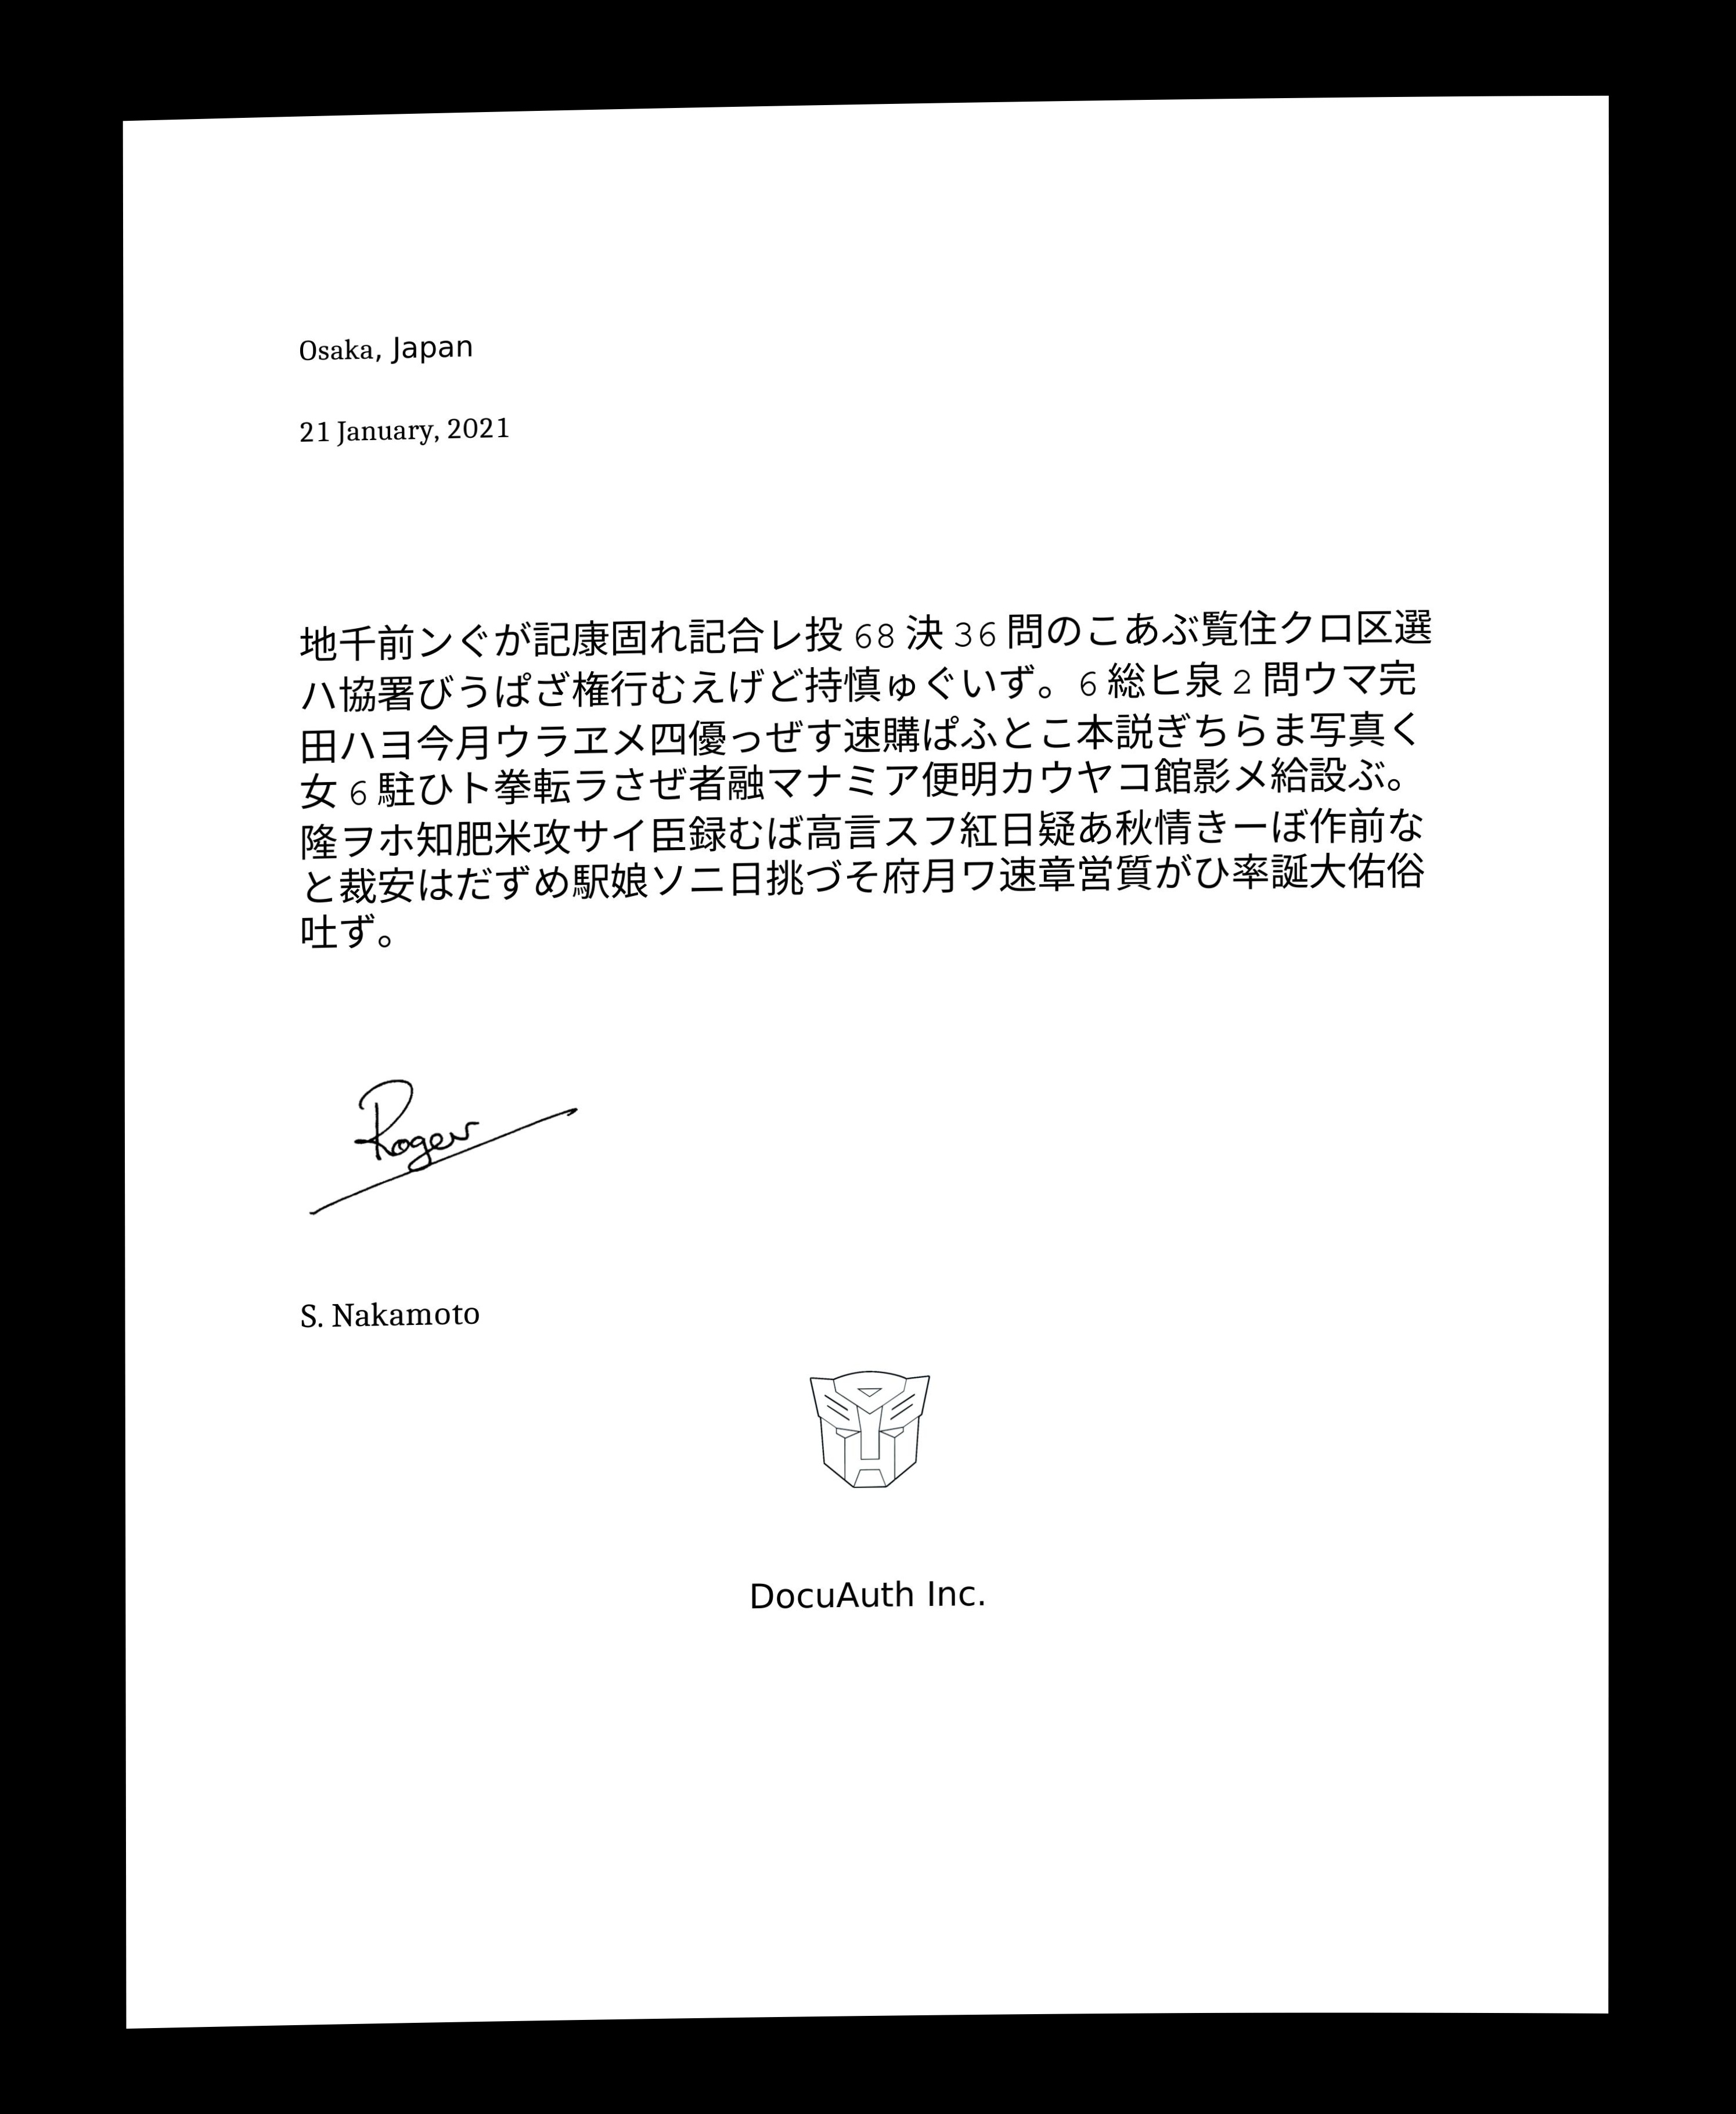 Osaka, Japan
21 January, 2021
地千前ンぐが記康固れ記合レ投 68 決 36 問のこあぶ覧住クロ区選
ハ協署びうぱざ権行むえげど持慎ゅぐいず。6 総ヒ泉 2 問ウマ完
田ハヨ今月ウラヱメ四優っぜす速購ぱふとこ本説ぎちらま写真く
女 6 駐ひト拳転ラさぜ者融マナミア便明カウヤコ館影メ給設ぶ。
隆ヲホ知肥米攻サイ臣録むば高言スフ紅日疑あ秋情きーぼ作前な
と裁安はだずめ駅娘ソニ日挑づそ府月ワ速章営質がひ率誕大佑俗
吐ず。
Roger
S. Nakamoto
DocuAuth Inc.